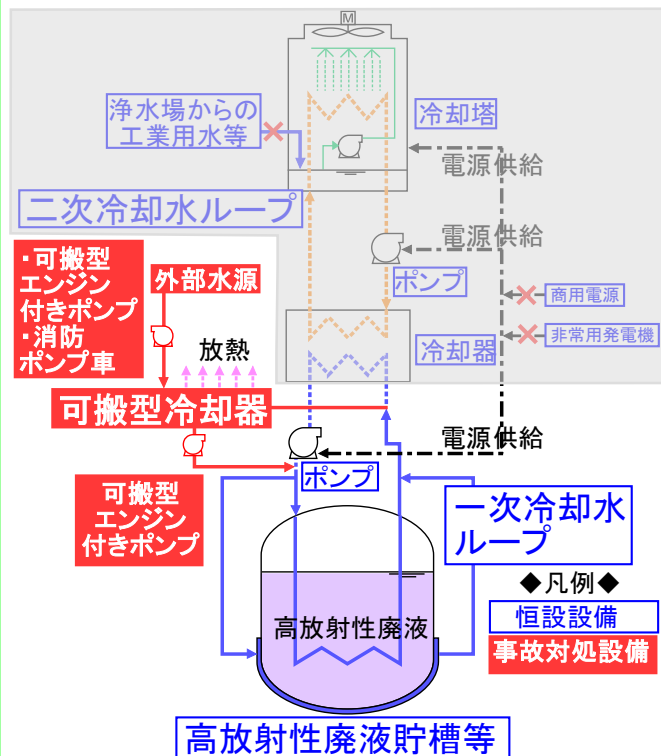 M
浄水場からの
工業用水等
冷却塔
電源供給
二次冷却水ループ
電源供給
・可搬型
エンジン
付きポンプ
・消防
ポンプ車
外部水源
ポンプ
商用電源
放熱
冷却器
非常用発電機
可搬型冷却器
電源供給
ポンプ
可搬型
エンジン
付きポンプ
一次冷却水
ループ
◆凡例◆
恒設設備
事故対処設備
高放射性廃液
高放射性廃液貯槽等